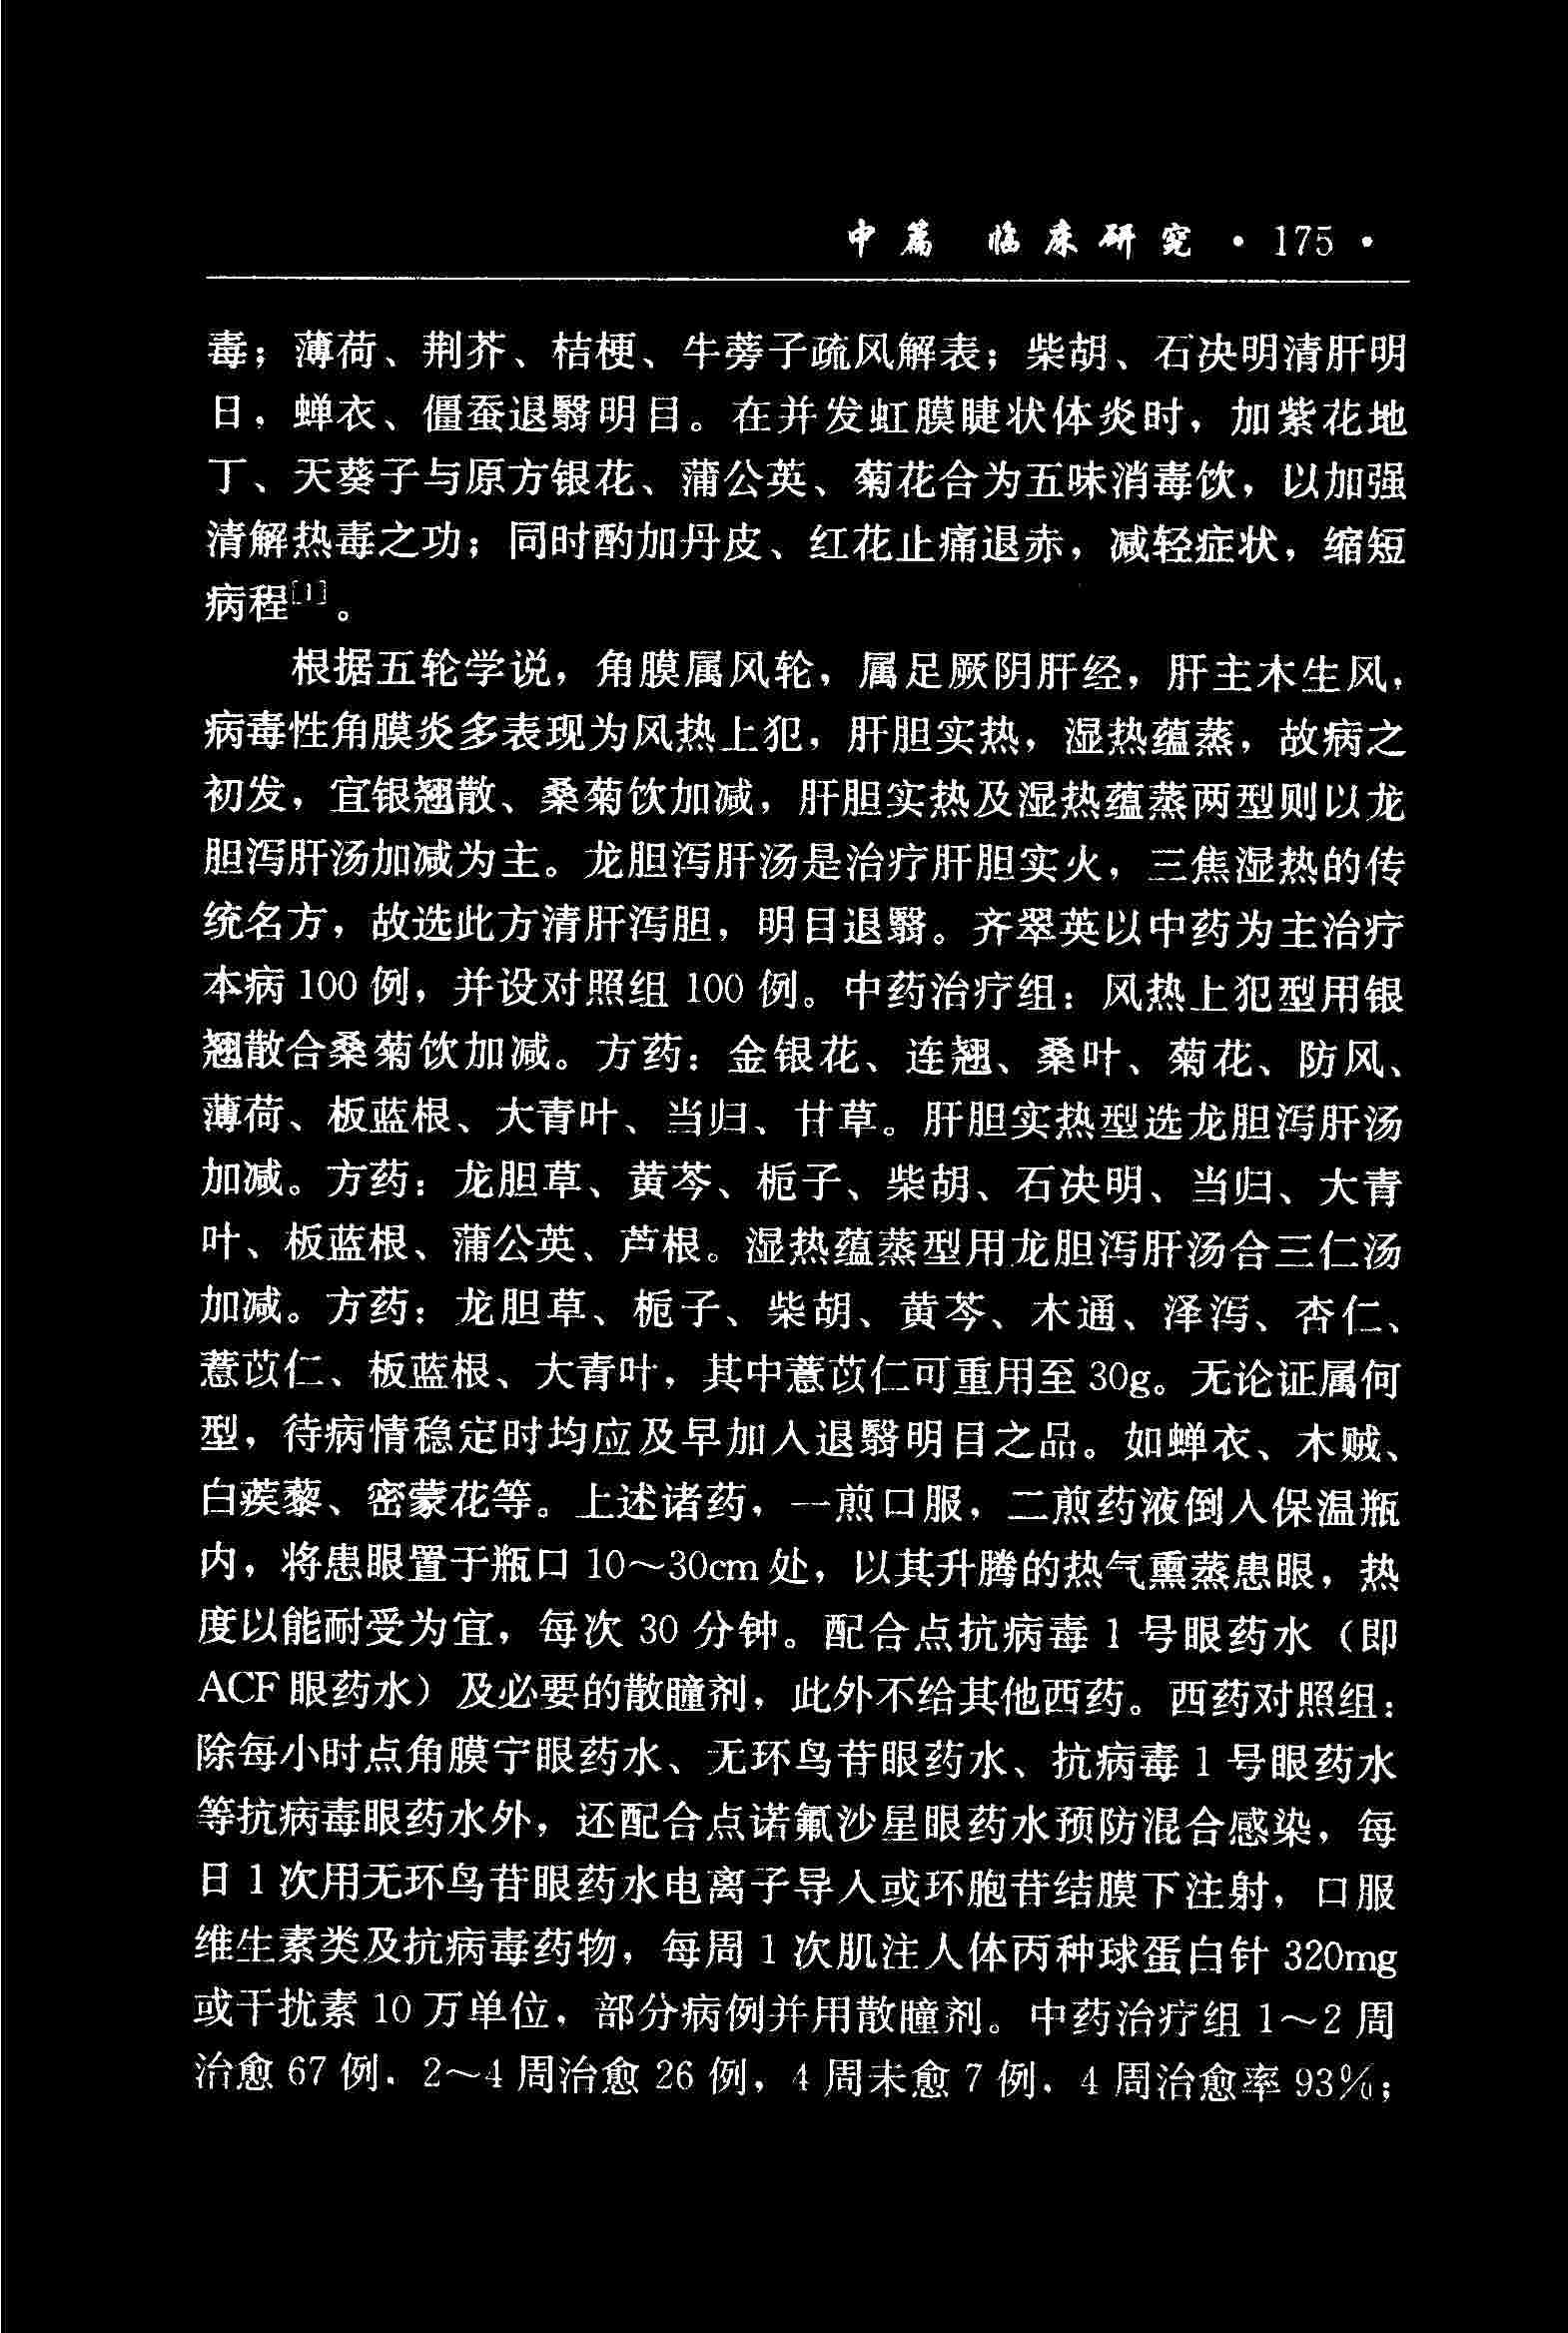 中篇 临床研究 · 175 ·
毒；薄荷、荆芥、桔梗、牛蒡子疏风解表；柴胡、石决明清肝明
目，蝉衣、僵蚕退翳明目。在并发虹膜睫状体炎时，加紫花地
丁、天葵子与原方银花、蒲公英、菊花合为五味消毒饮，以加强
清解热毒之功；同时酌加丹皮、红花止痛退赤，减轻症状，缩短
病程[1]。
根据五轮学说，角膜属风轮，属足厥阴肝经，肝主木生风，
病毒性角膜炎多表现为风热上犯，肝胆实热，湿热蕴蒸，故病之
初发，宜银翘散、桑菊饮加减，肝胆实热及湿热蕴蒸两型则以龙
胆泻肝汤加减为主。龙胆泻肝汤是治疗肝胆实火，三焦湿热的传
统名方，故选此方清肝泻胆，明目退翳。齐翠英以中药为主治疗
本病 100 例，并设对照组 100 例。中药治疗组：风热上犯型用银
翘散合桑菊饮加减。方药：金银花、连翘、桑叶、菊花、防风、
薄荷、板蓝根、大青叶、当归、甘草。肝胆实热型选龙胆泻肝汤
加减。方药：龙胆草、黄芩、栀子、柴胡、石决明、当归、大青
叶、板蓝根、蒲公英、芦根。湿热蕴蒸型用龙胆泻肝汤合三仁汤
加减。方药：龙胆草、栀子、柴胡、黄芩、木通、泽泻、杏仁、
薏苡仁、板蓝根、大青叶，其中薏苡仁可重用至 30g。无论证属何
型，待病情稳定时均应及早加入退翳明目之品。如蝉衣、木贼、
白蒺藜、密蒙花等。上述诸药，一煎口服，二煎药液倒入保温瓶
内，将患眼置于瓶口 10～30cm 处，以其升腾的热气熏蒸患眼，热
度以能耐受为宜，每次 30 分钟。配合点抗病毒 1 号眼药水（即
ACF 眼药水）及必要的散瞳剂，此外不给其他西药。西药对照组：
除每小时点角膜宁眼药水、无环鸟苷眼药水、抗病毒 1 号眼药水
等抗病毒眼药水外，还配合点诺氟沙星眼药水预防混合感染，每
日 1 次用无环鸟苷眼药水电离子导入或环胞苷结膜下注射，口服
维生素类及抗病毒药物，每周 1 次肌注人体丙种球蛋白针 320mg
或干扰素 10 万单位，部分病例并用散瞳剂。中药治疗组 1～2 周
治愈 67 例，2～4 周治愈 26 例，4 周未愈 7 例，4 周治愈率 93%；